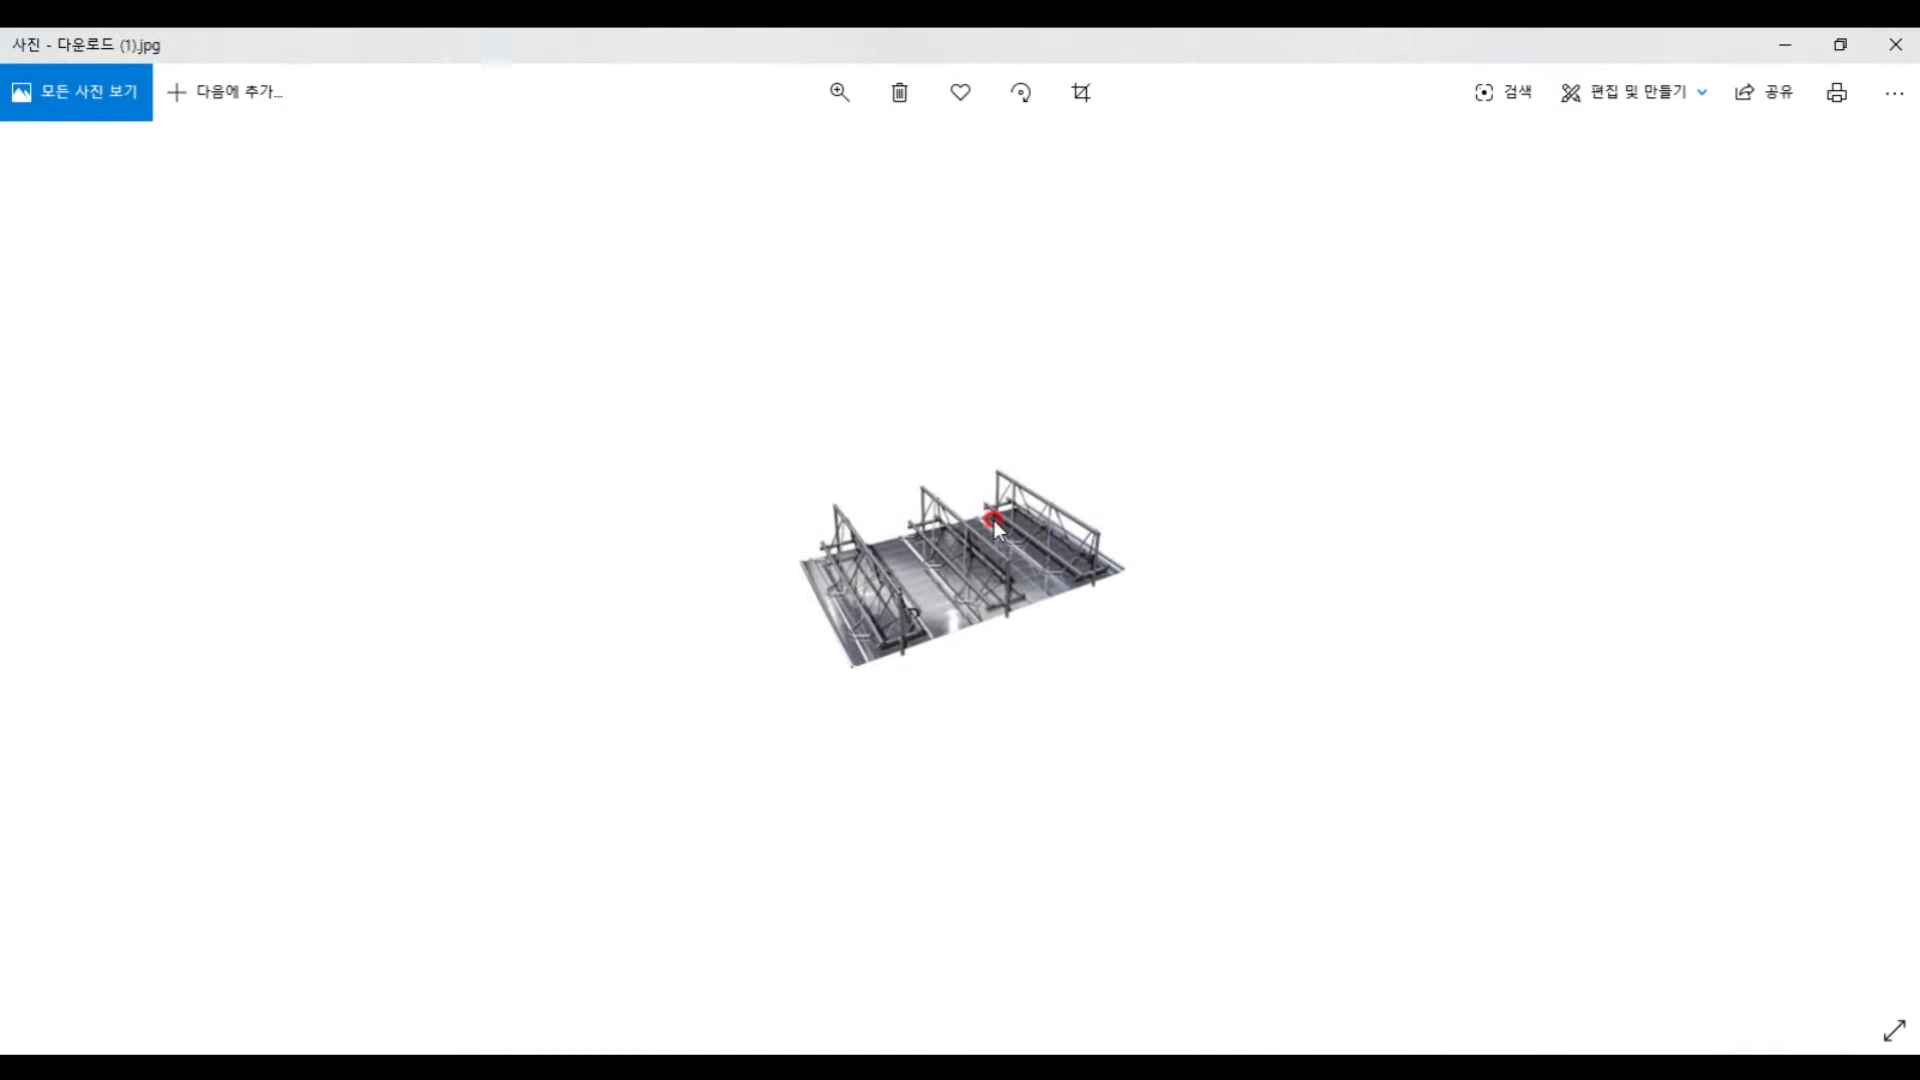 사진 - 다운로드 (1).jpg
모든 사진 보기
다음에 추가...
검색
편집 및 만들기
공유